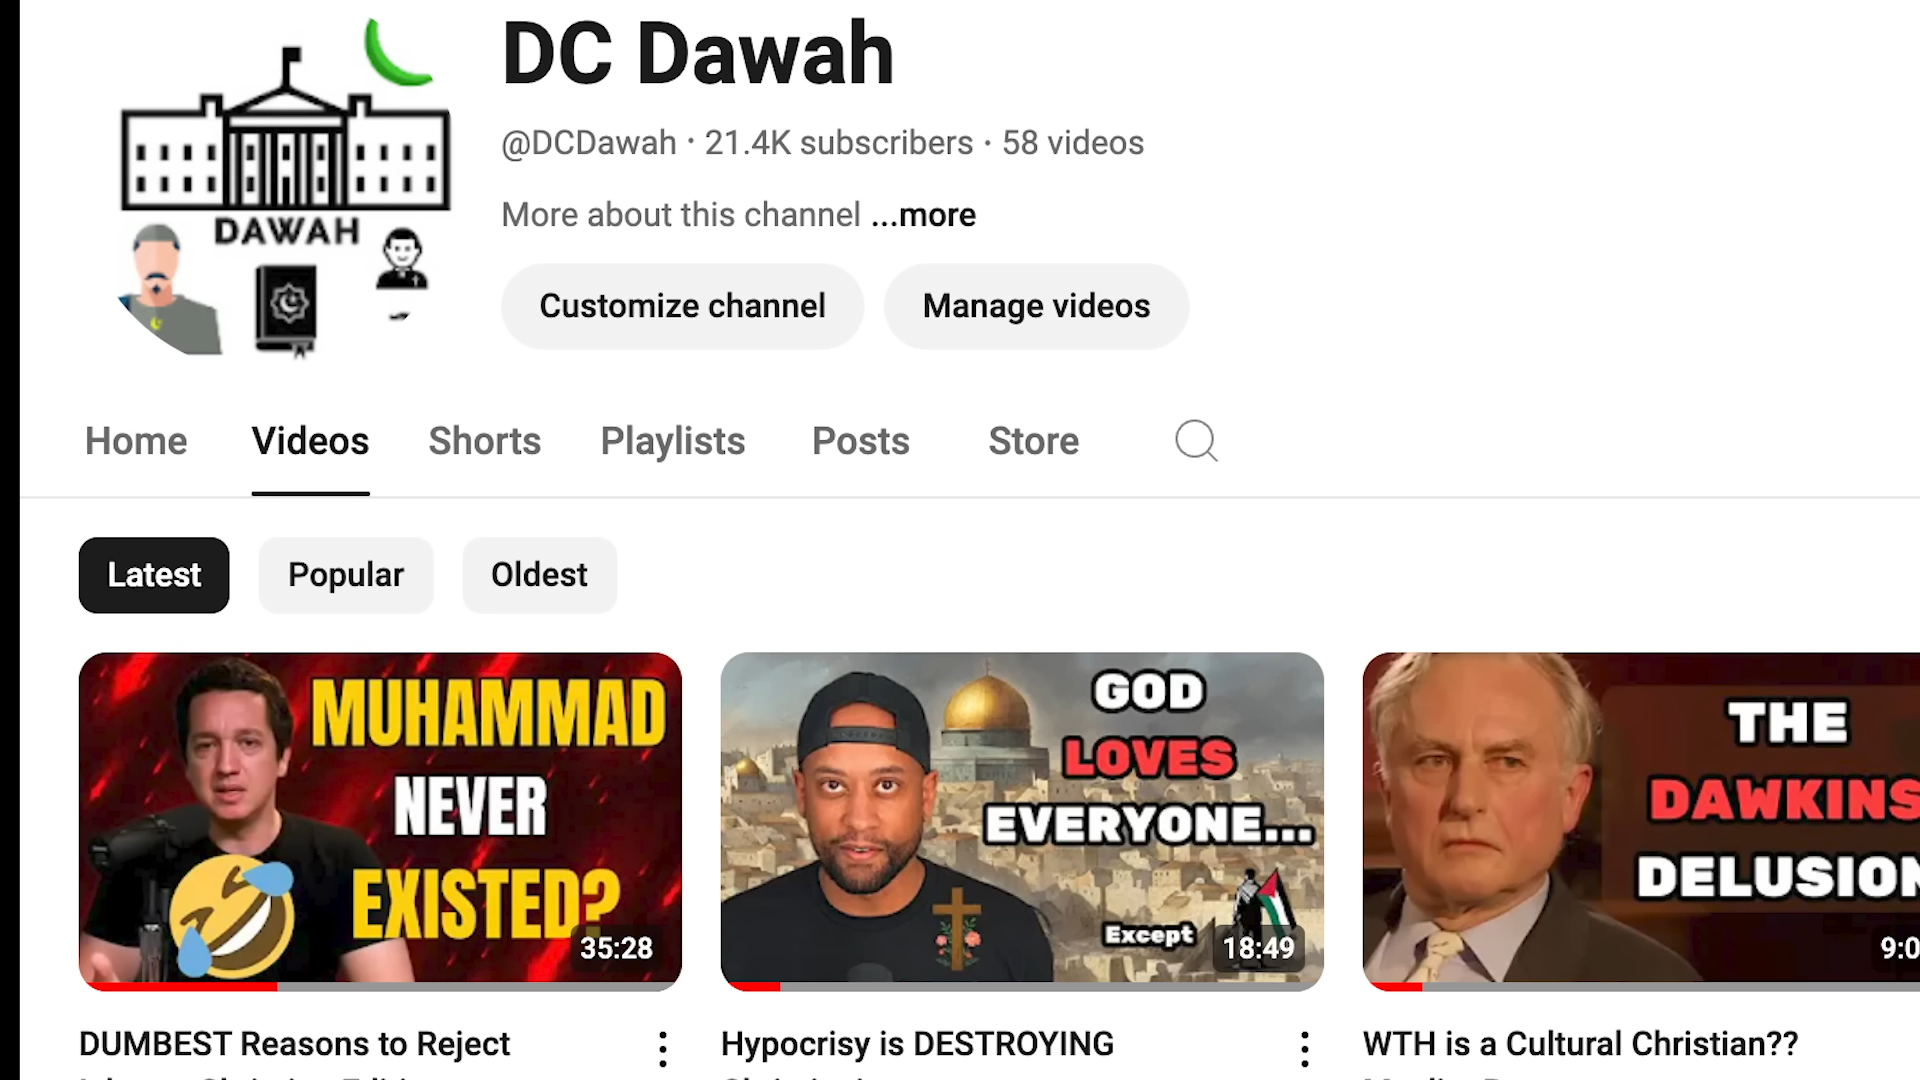 DC Dawah
@DCDawah · 21.4K subscribers · 58 videos
More about this channel ...more
DAWAH
Customize channel
Manage videos
Home Videos Shorts Playlists Posts Store
Latest Popular Oldest
MUHAMMAD
NEVER
EXISTED?
35:28
GOD
LOVES
EVERYONE...
Except
18:49
THE
DAWKINS
DELUSION
9:0
DUMBEST Reasons to Reject
Hypocrisy is DESTROYING
WTH is a Cultural Christian??